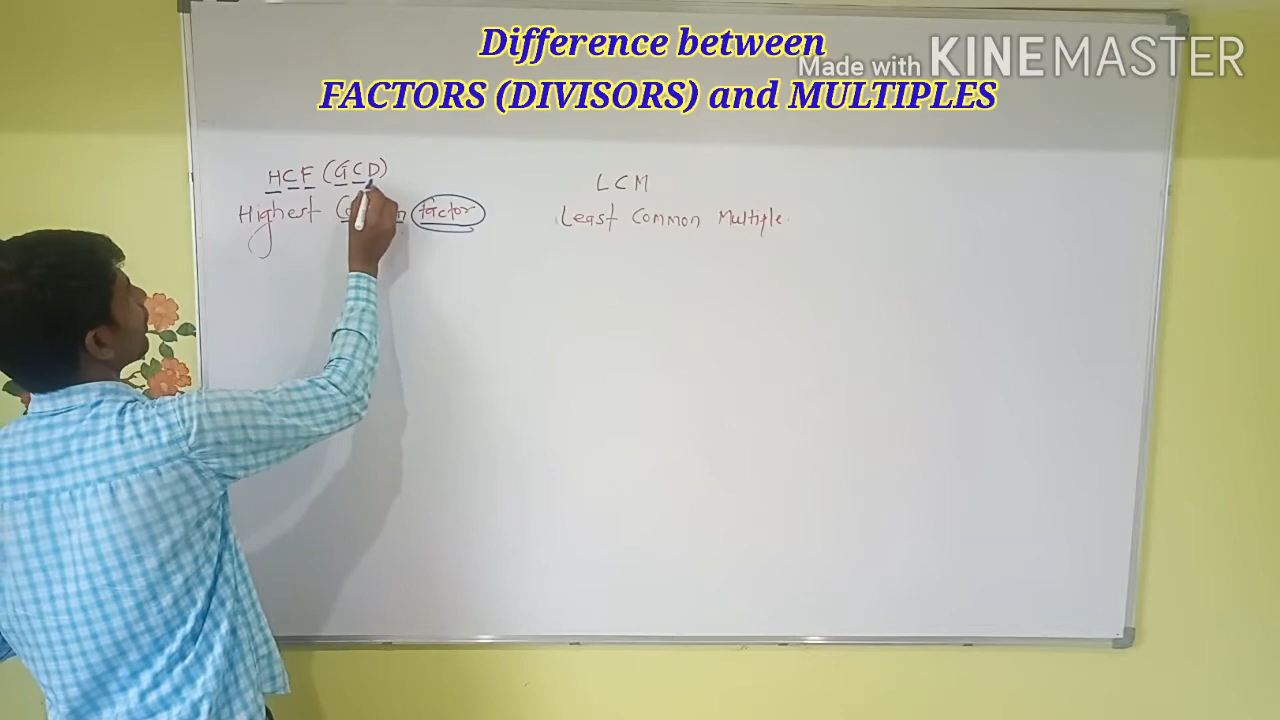 Difference between
Made with KINEMASTER
FACTORS (DIVISORS) and MULTIPLES
HCF (GCD)
Highest factor
LCM
Least Common Multiple.